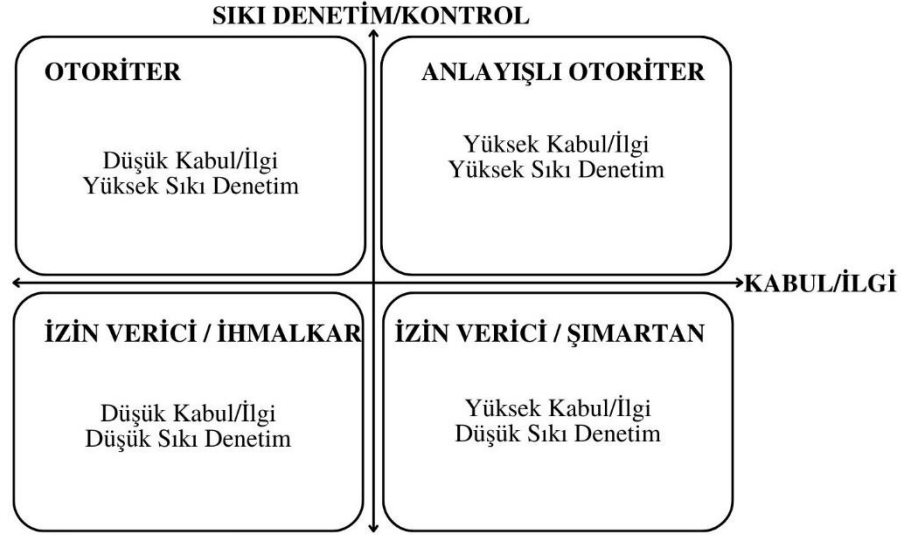 SIKI DENETİM/KONTROL
OTORİTER
Düşük Kabul/İlgi
Yüksek Sıkı Denetim
ANLAYIŞLI OTORİTER
Yüksek Kabul/İlgi
Yüksek Sıkı Denetim
KABUL/İLGİ
İZİN VERİCİ / İHMALKAR
Düşük Kabul/İlgi
Düşük Sıkı Denetim
İZİN VERİCİ / ŞIMARTAN
Yüksek Kabul/İlgi
Düşük Sıkı Denetim